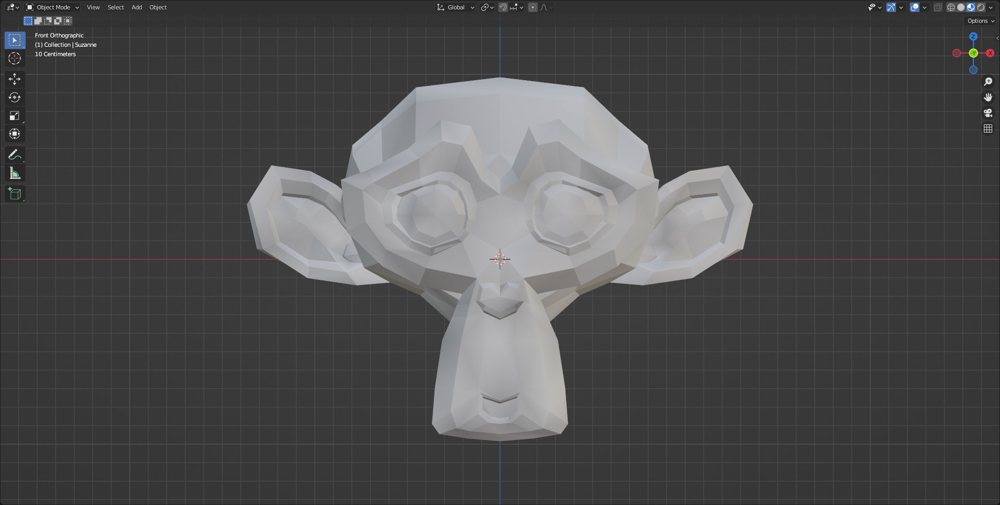 Object Mode View Select Add Object Global
Options
Front Orthographic
(1) Collection | Suzanne
10 Centimeters
Z
-Y X